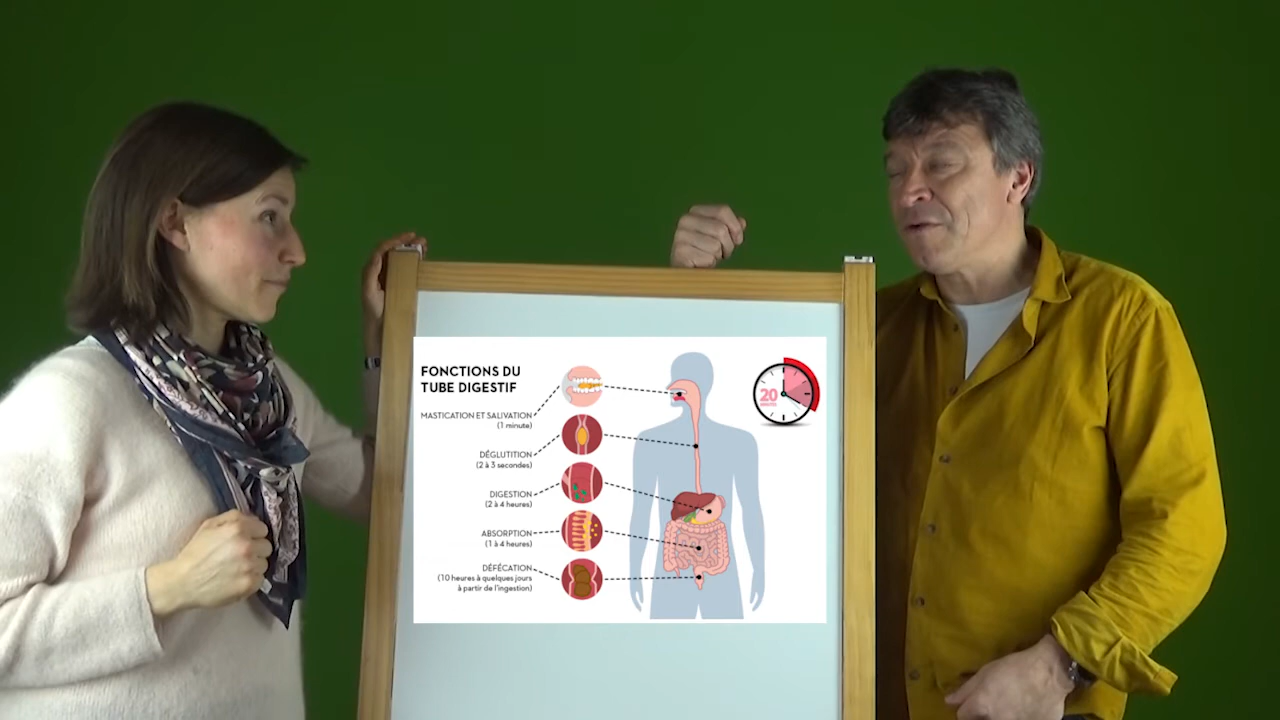 FONCTIONS DU
TUBE DIGESTIF
MASTICATION ET SALIVATION
(1 minute)
DÉGLUTITION
(2 à 3 secondes)
DIGESTION
(2 à 4 heures)
ABSORPTION
(1 à 4 heures)
DÉFÉCATION
(10 heures à quelques jours
à partir de l'ingestion)
20
MINUTES